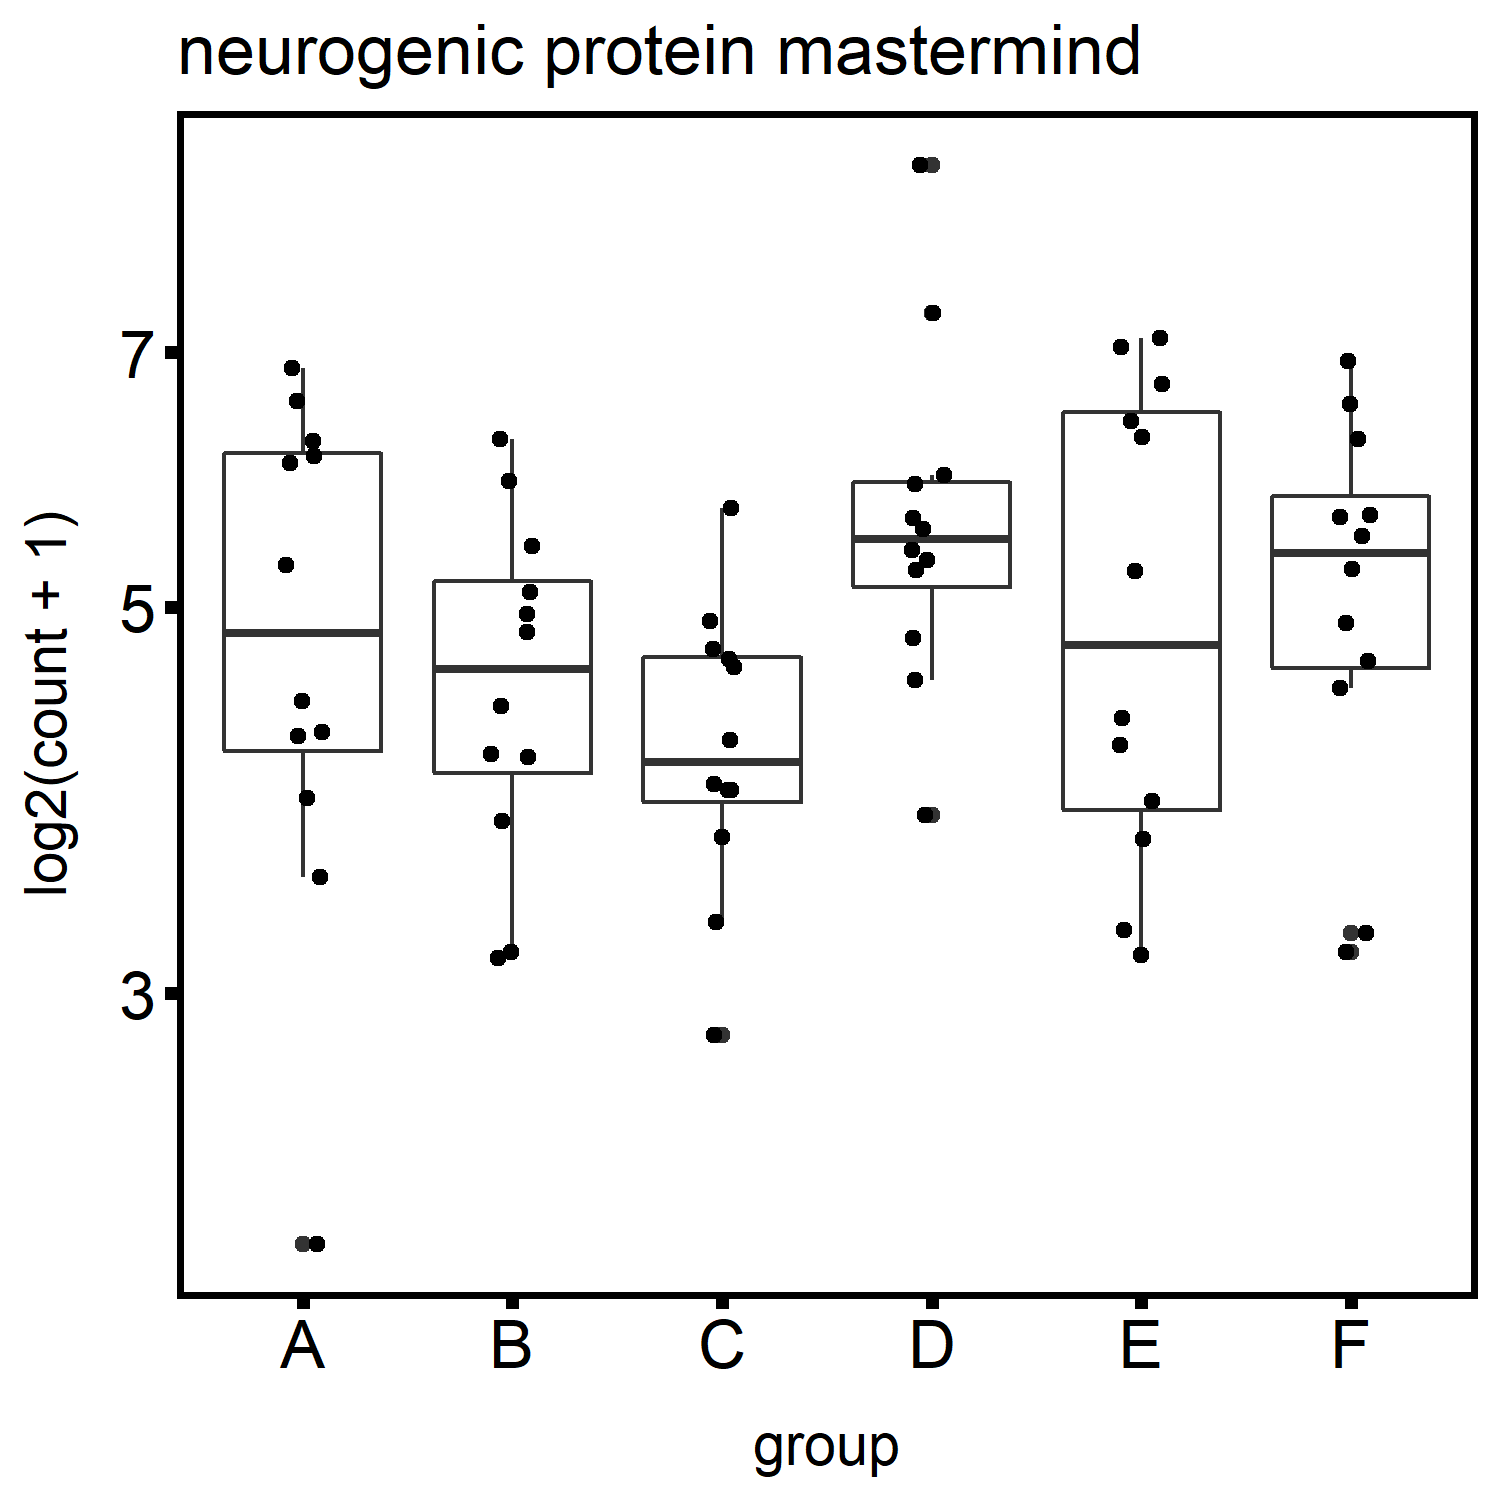 neurogenic protein mastermind
log2(count + 1)
7
5
3
A B C D E F
group